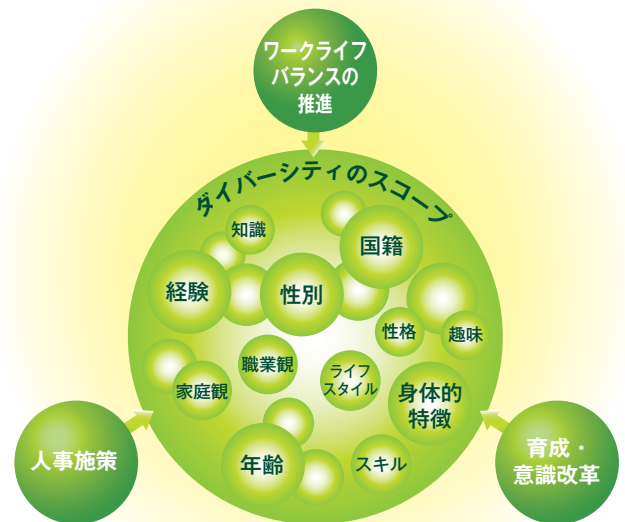 ワークライフ
バランスの
推進
ダイバーシティのスコープ
知識
国籍
経験
性別
性格
趣味
職業観
ライフ
スタイル
家庭観
身体的
特徴
人事施策
年齢
スキル
育成・
意識改革